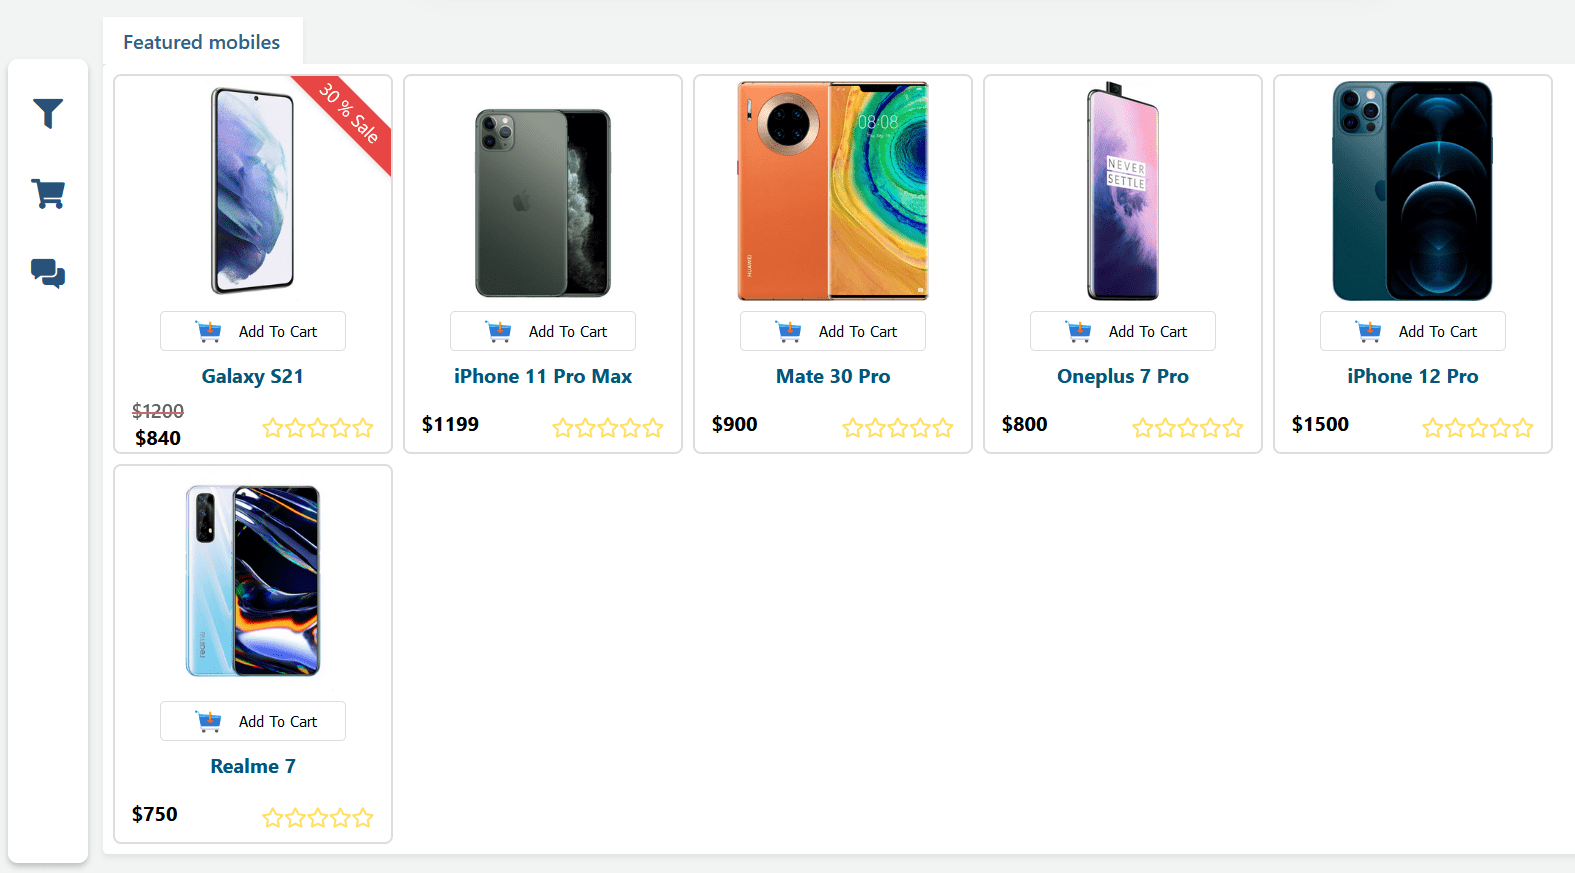 Featured mobiles
30 % Sale
08:08
NEVER
SETTLE
HUAWEI
Add To Cart
Add To Cart
Add To Cart
Add To Cart
Add To Cart
Galaxy S21
iPhone 11 Pro Max
Mate 30 Pro
Oneplus 7 Pro
iPhone 12 Pro
$1200
$840
$1199
$900
$800
$1500
realme
Add To Cart
Realme 7
$750